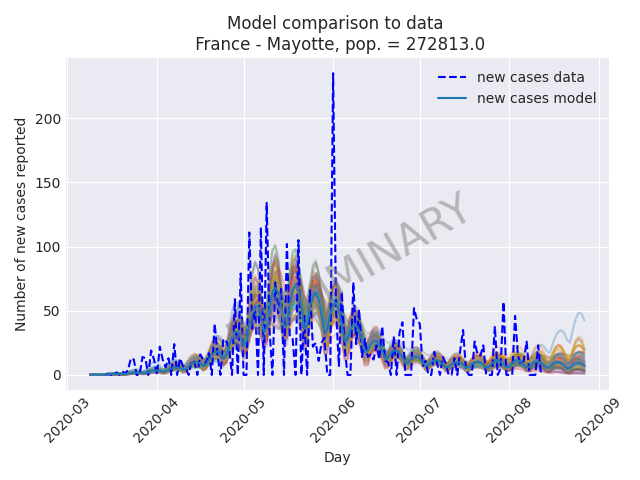 Model comparison to data
France - Mayotte, pop. = 272813.0
new cases data
new cases model
MINARY
Number of new cases reported
200
150
100
50
0
2020-03
2020-04
2020-05
2020-06
2020-07
2020-08
2020-09
Day